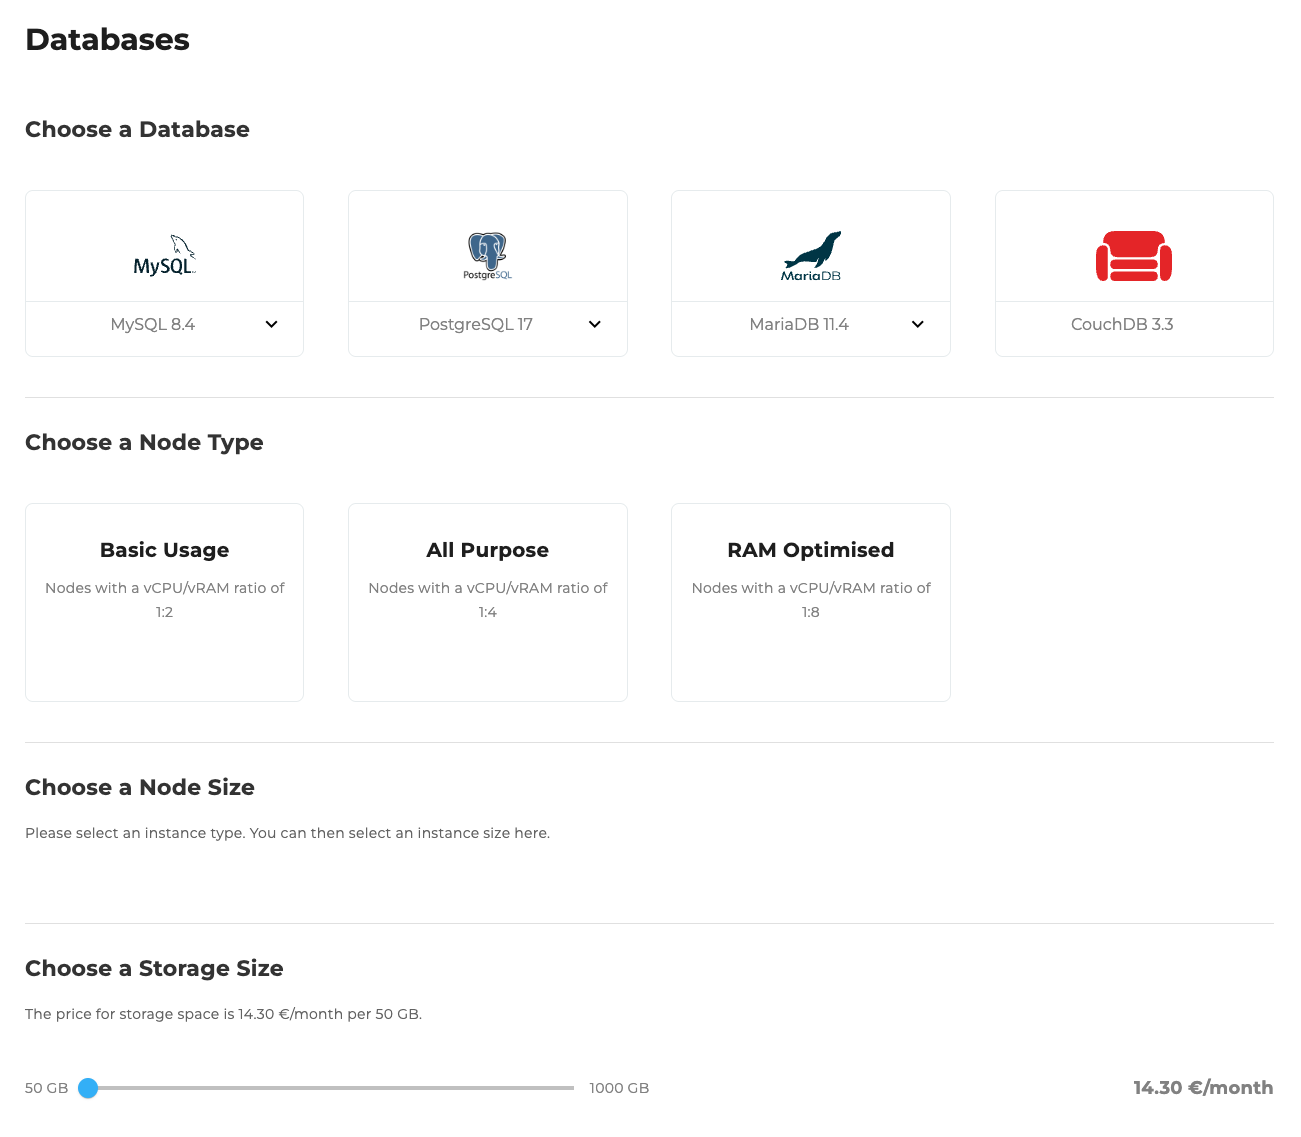 Databases
Choose a Database
MySQL
PostgreSQL
MariaDB
MySQL 8.4
PostgreSQL 17
MariaDB 11.4
CouchDB 3.3
Choose a Node Type
Basic Usage
Nodes with a vCPU/vRAM ratio of
1:2
All Purpose
Nodes with a vCPU/vRAM ratio of
1:4
RAM Optimised
Nodes with a vCPU/vRAM ratio of
1:8
Choose a Node Size
Please select an instance type. You can then select an instance size here.
Choose a Storage Size
The price for storage space is 14.30 €/month per 50 GB.
50 GB
1000 GB
14.30 €/month